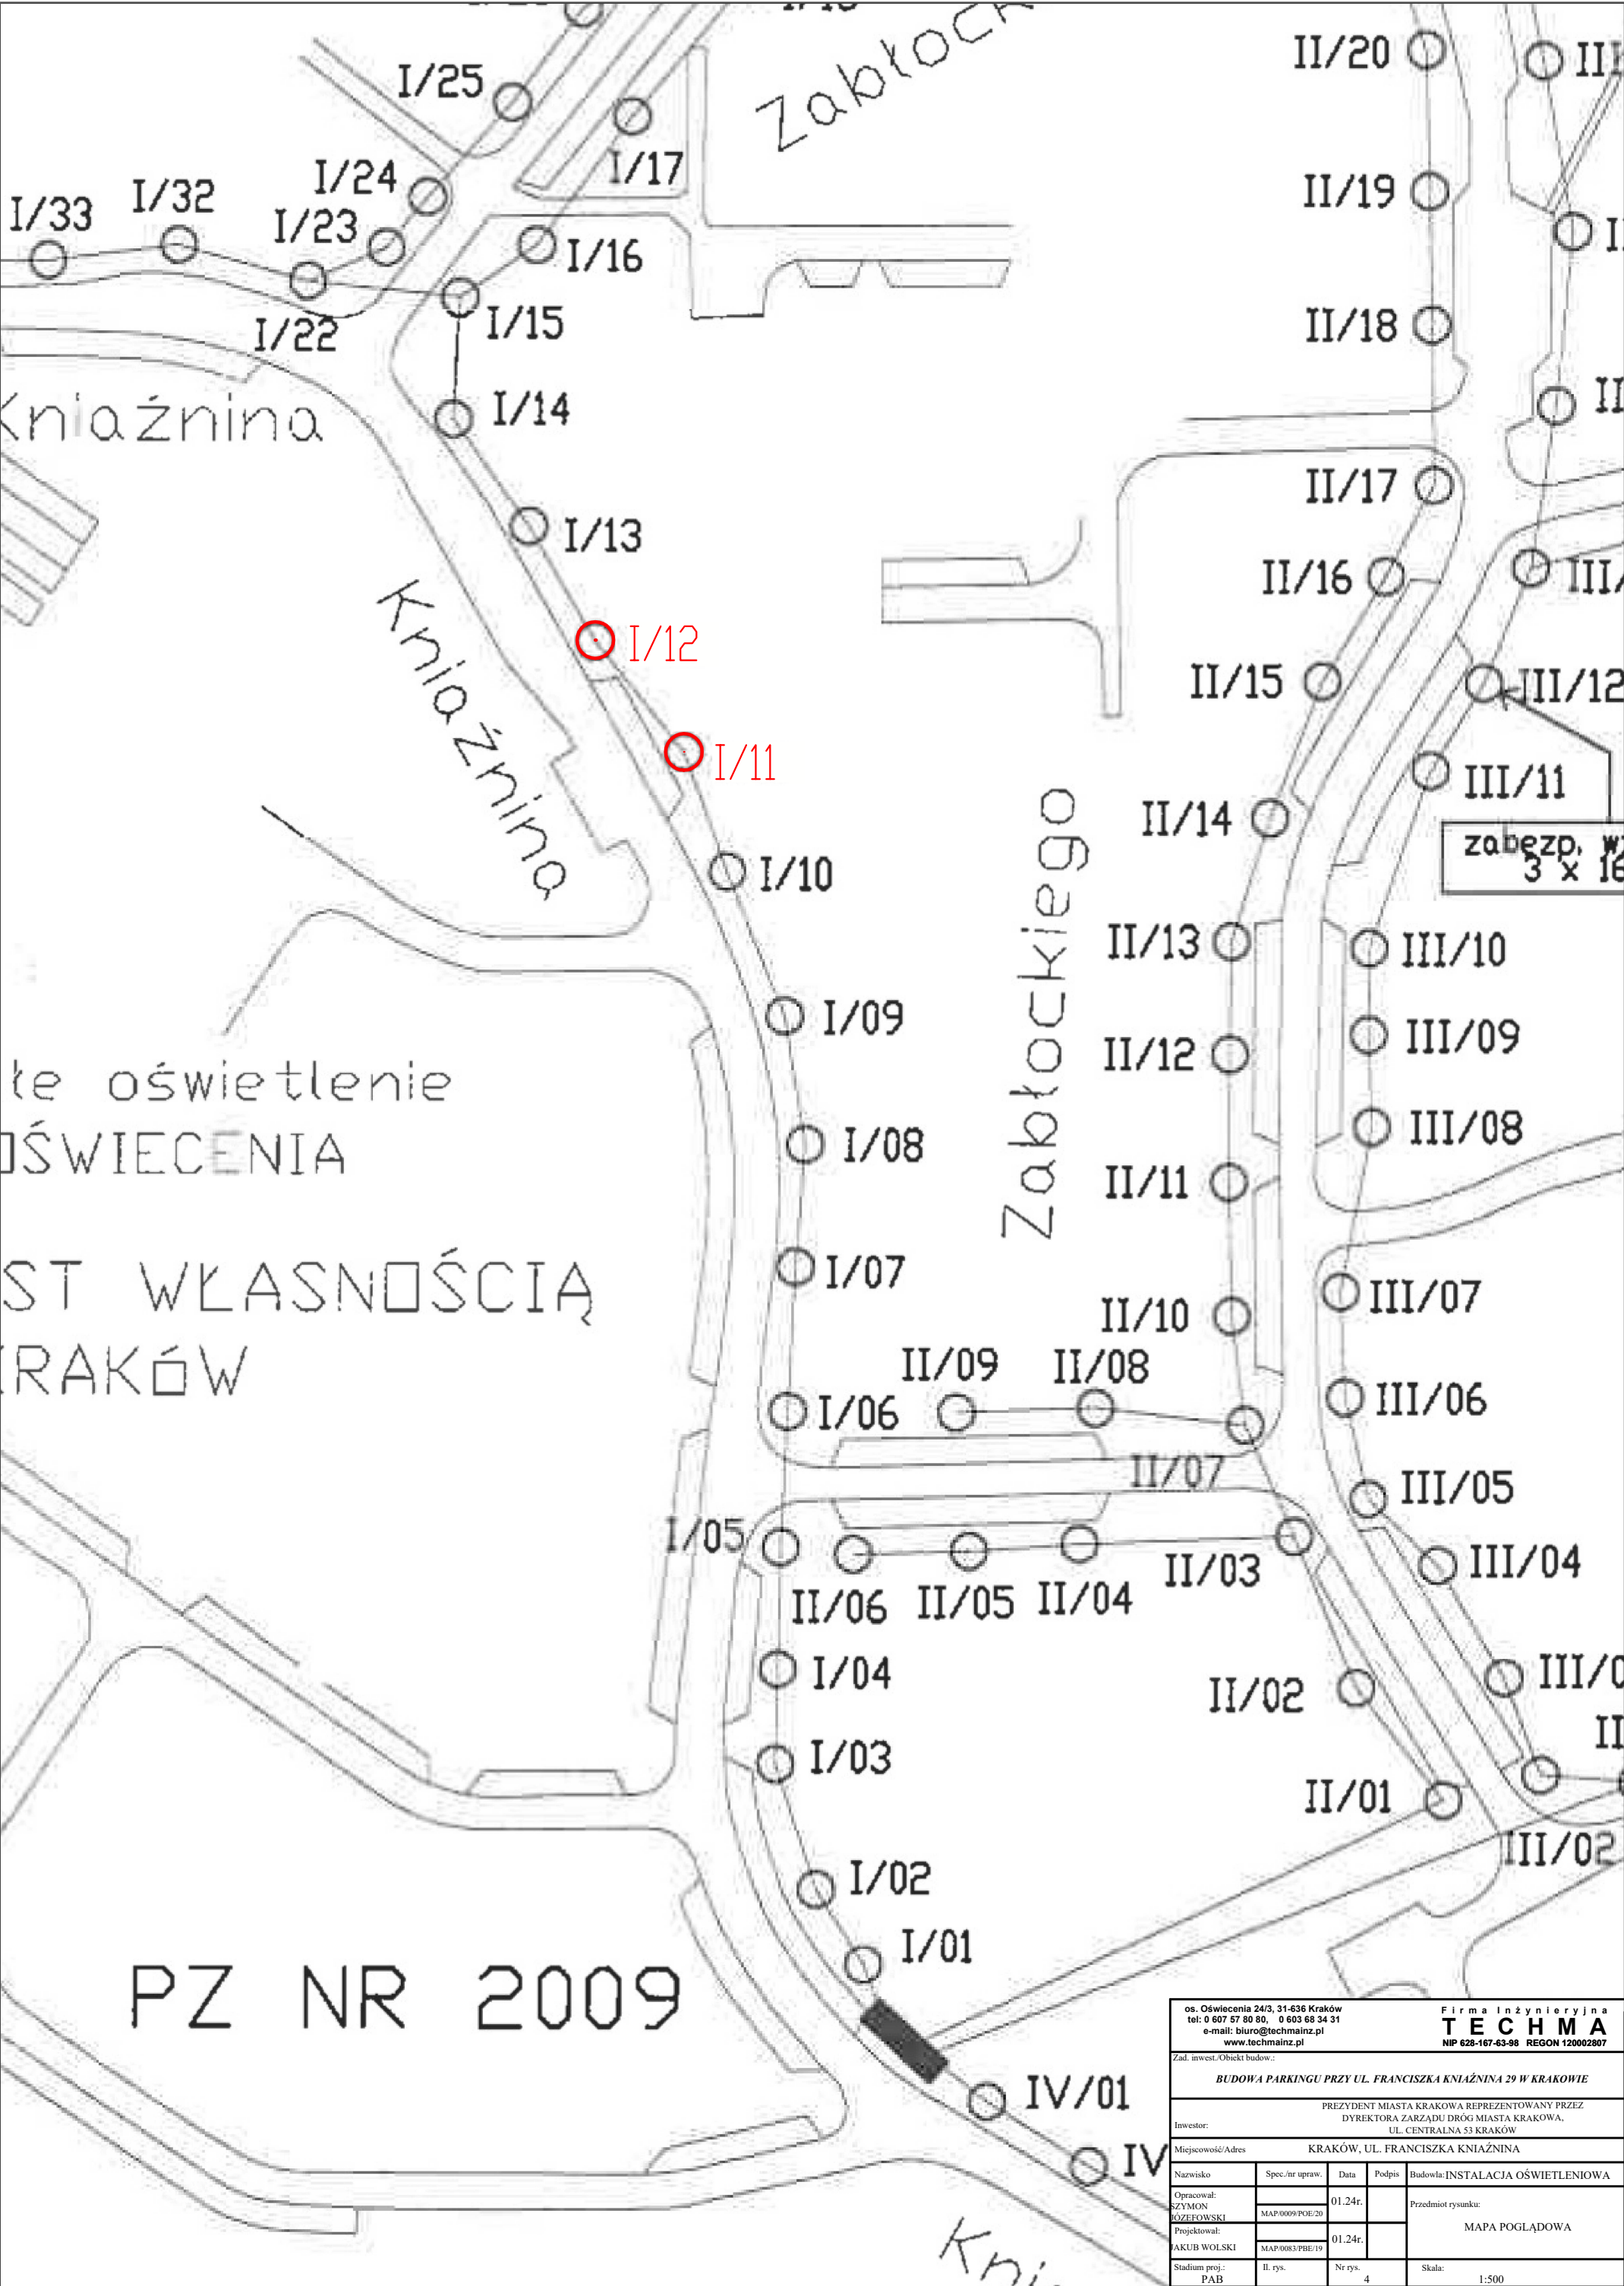 Zabłock
II/20
I/25
I/17
I/24
II/19
I/33
I/32
I/23
I/16
I/15
II/18
I/22
I/14
Kniaźnina
II/17
I/13
II/16
Kniaźnina
I/12
II/15
III/12
I/11
III/11
II/14
zabezp.
3 x 16
I/10
Zabłockiego
II/13
III/10
I/09
III/09
II/12
łe oświetlenie
III/08
I/08
OŚWIECENIA
II/11
I/07
ST WŁASNOŚCIĄ
III/07
II/10
KRAKÓW
II/09
II/08
I/06
III/06
II/07
III/05
I/05
II/03
III/04
II/06
II/05
II/04
I/04
II/02
III/0
I/03
II/01
III/02
I/02
I/01
PZ NR 2009
IV/01
IV
Kni
os. Oświecenia 24/3, 31-636 Kraków
tel: 0 607 57 80 80, 0 603 68 34 31
e-mail: biuro@techmainz.pl
www.techmainz.pl
Firma Inżynieryjna
TECHMA
NIP 628-167-63-98 REGON 120002807
Zad. inwest./Obiekt budow.:
BUDOWA PARKINGU PRZY UL. FRANCISZKA KNIAŹNINA 29 W KRAKOWIE
Inwestor:
PREZYDENT MIASTA KRAKOWA REPREZENTOWANY PRZEZ
DYREKTORA ZARZĄDU DRÓG MIASTA KRAKOWA,
UL. CENTRALNA 53 KRAKÓW
Miejscowość/Adres
KRAKÓW, UL. FRANCISZKA KNIAŹNINA
Nazwisko
Spec./nr upraw.
Data
Podpis
Budowla: INSTALACJA OŚWIETLENIOWA
Opracował:
SZYMON
JÓZEFOWSKI
MAP/0009/POE/20
01.24r.
Przedmiot rysunku:
MAPA POGLĄDOWA
Projektował:
JAKUB WOLSKI
MAP/0083/PBE/19
01.24r.
Stadium proj.:
PAB
Il. rys.
Nr rys.
4
Skala:
1:500